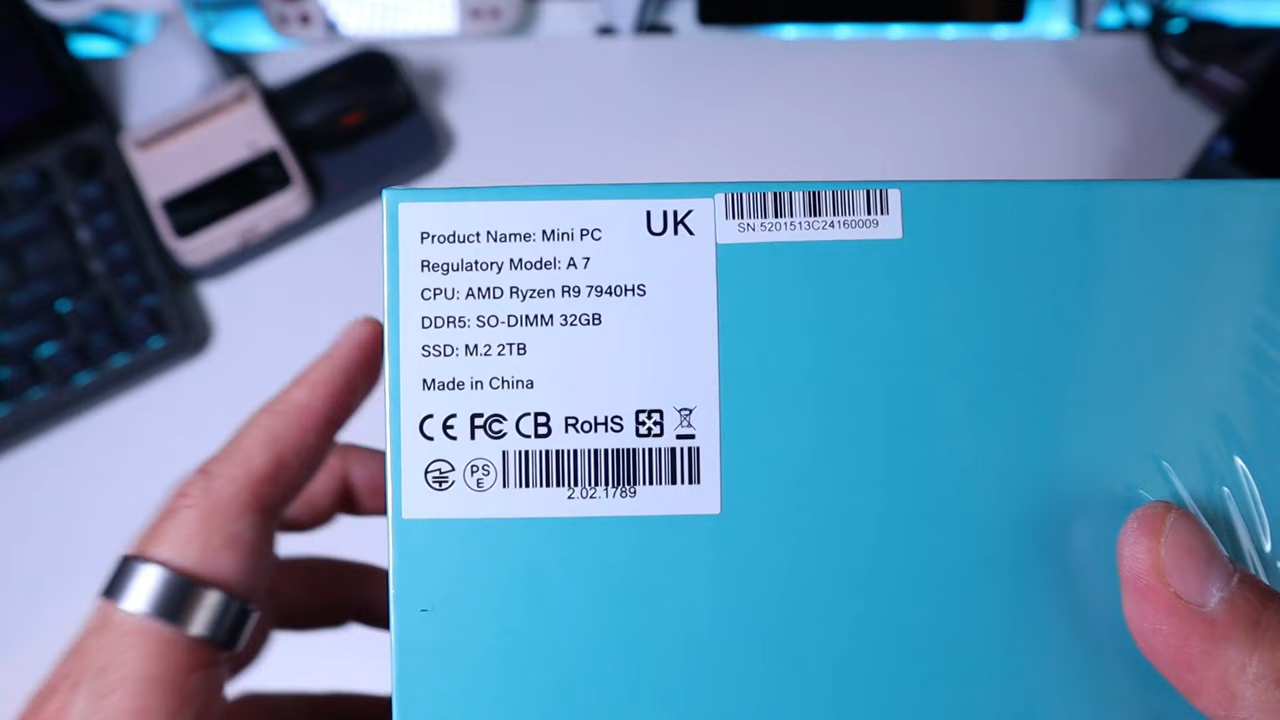 UK
Product Name: Mini PC
Regulatory Model: A 7
CPU: AMD Ryzen R9 7940HS
DDR5: SO-DIMM 32GB
SSD: M.2 2TB
Made in China
CE FC CB RoHS
PS
E
2.02.1789
SN:5201513C24160009